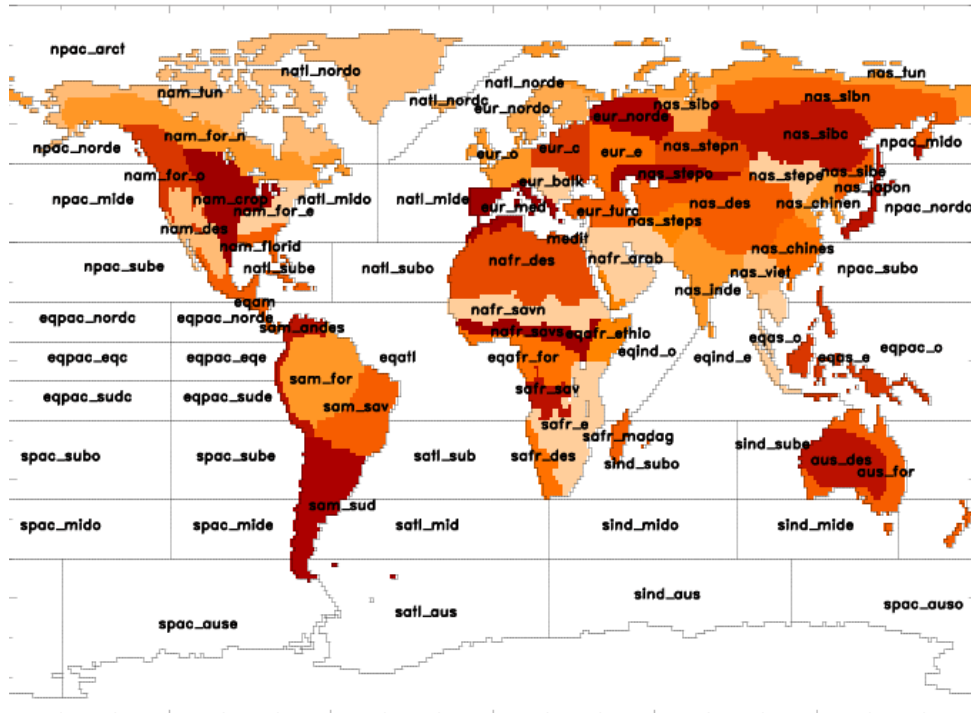 npac_arct
natl_nordo
natl_norde
nas_tun
nam_tun
natl_nordc
eur_nordo
nas_sibo
nas_sibn
eur_norde
nam_for_n
nas_sibc
npac_norde
nas_stepn
npac_mido
eur_o
eur_c
eur_e
nam_for_o
nas_stepo
nas_stepe
nas_sibe
eur_balk
nas_japon
npac_mide
nam_crop
natl_mido
natl_mide
eur_med
eur_turc
nas_des
nas_chinen
npac_nordo
nam_for_e
nas_steps
nam_des
medit
nam_florid
nas_chines
nafr_des
nafr_arab
npac_sube
natl_sube
natl_subo
nas_viet
npac_subo
nas_inde
eqam
nafr_savn
eqpac_nordc
eqpac_norde
sam_andes
nafr_savs
eqafr_ethio
eqas_o
eqpac_eqc
eqpac_eqe
eqatl
eqafr_for
eqind_o
eqind_e
eqas_e
eqpac_o
sam_for
safr_sav
eqpac_sudc
eqpac_sude
sam_sav
safr_e
safr_madag
sind_sube
spac_subo
spac_sube
satl_sub
safr_des
sind_subo
aus_des
aus_for
sam_sud
spac_mido
spac_mide
satl_mid
sind_mido
sind_mide
sind_aus
spac_auso
satl_aus
spac_ause